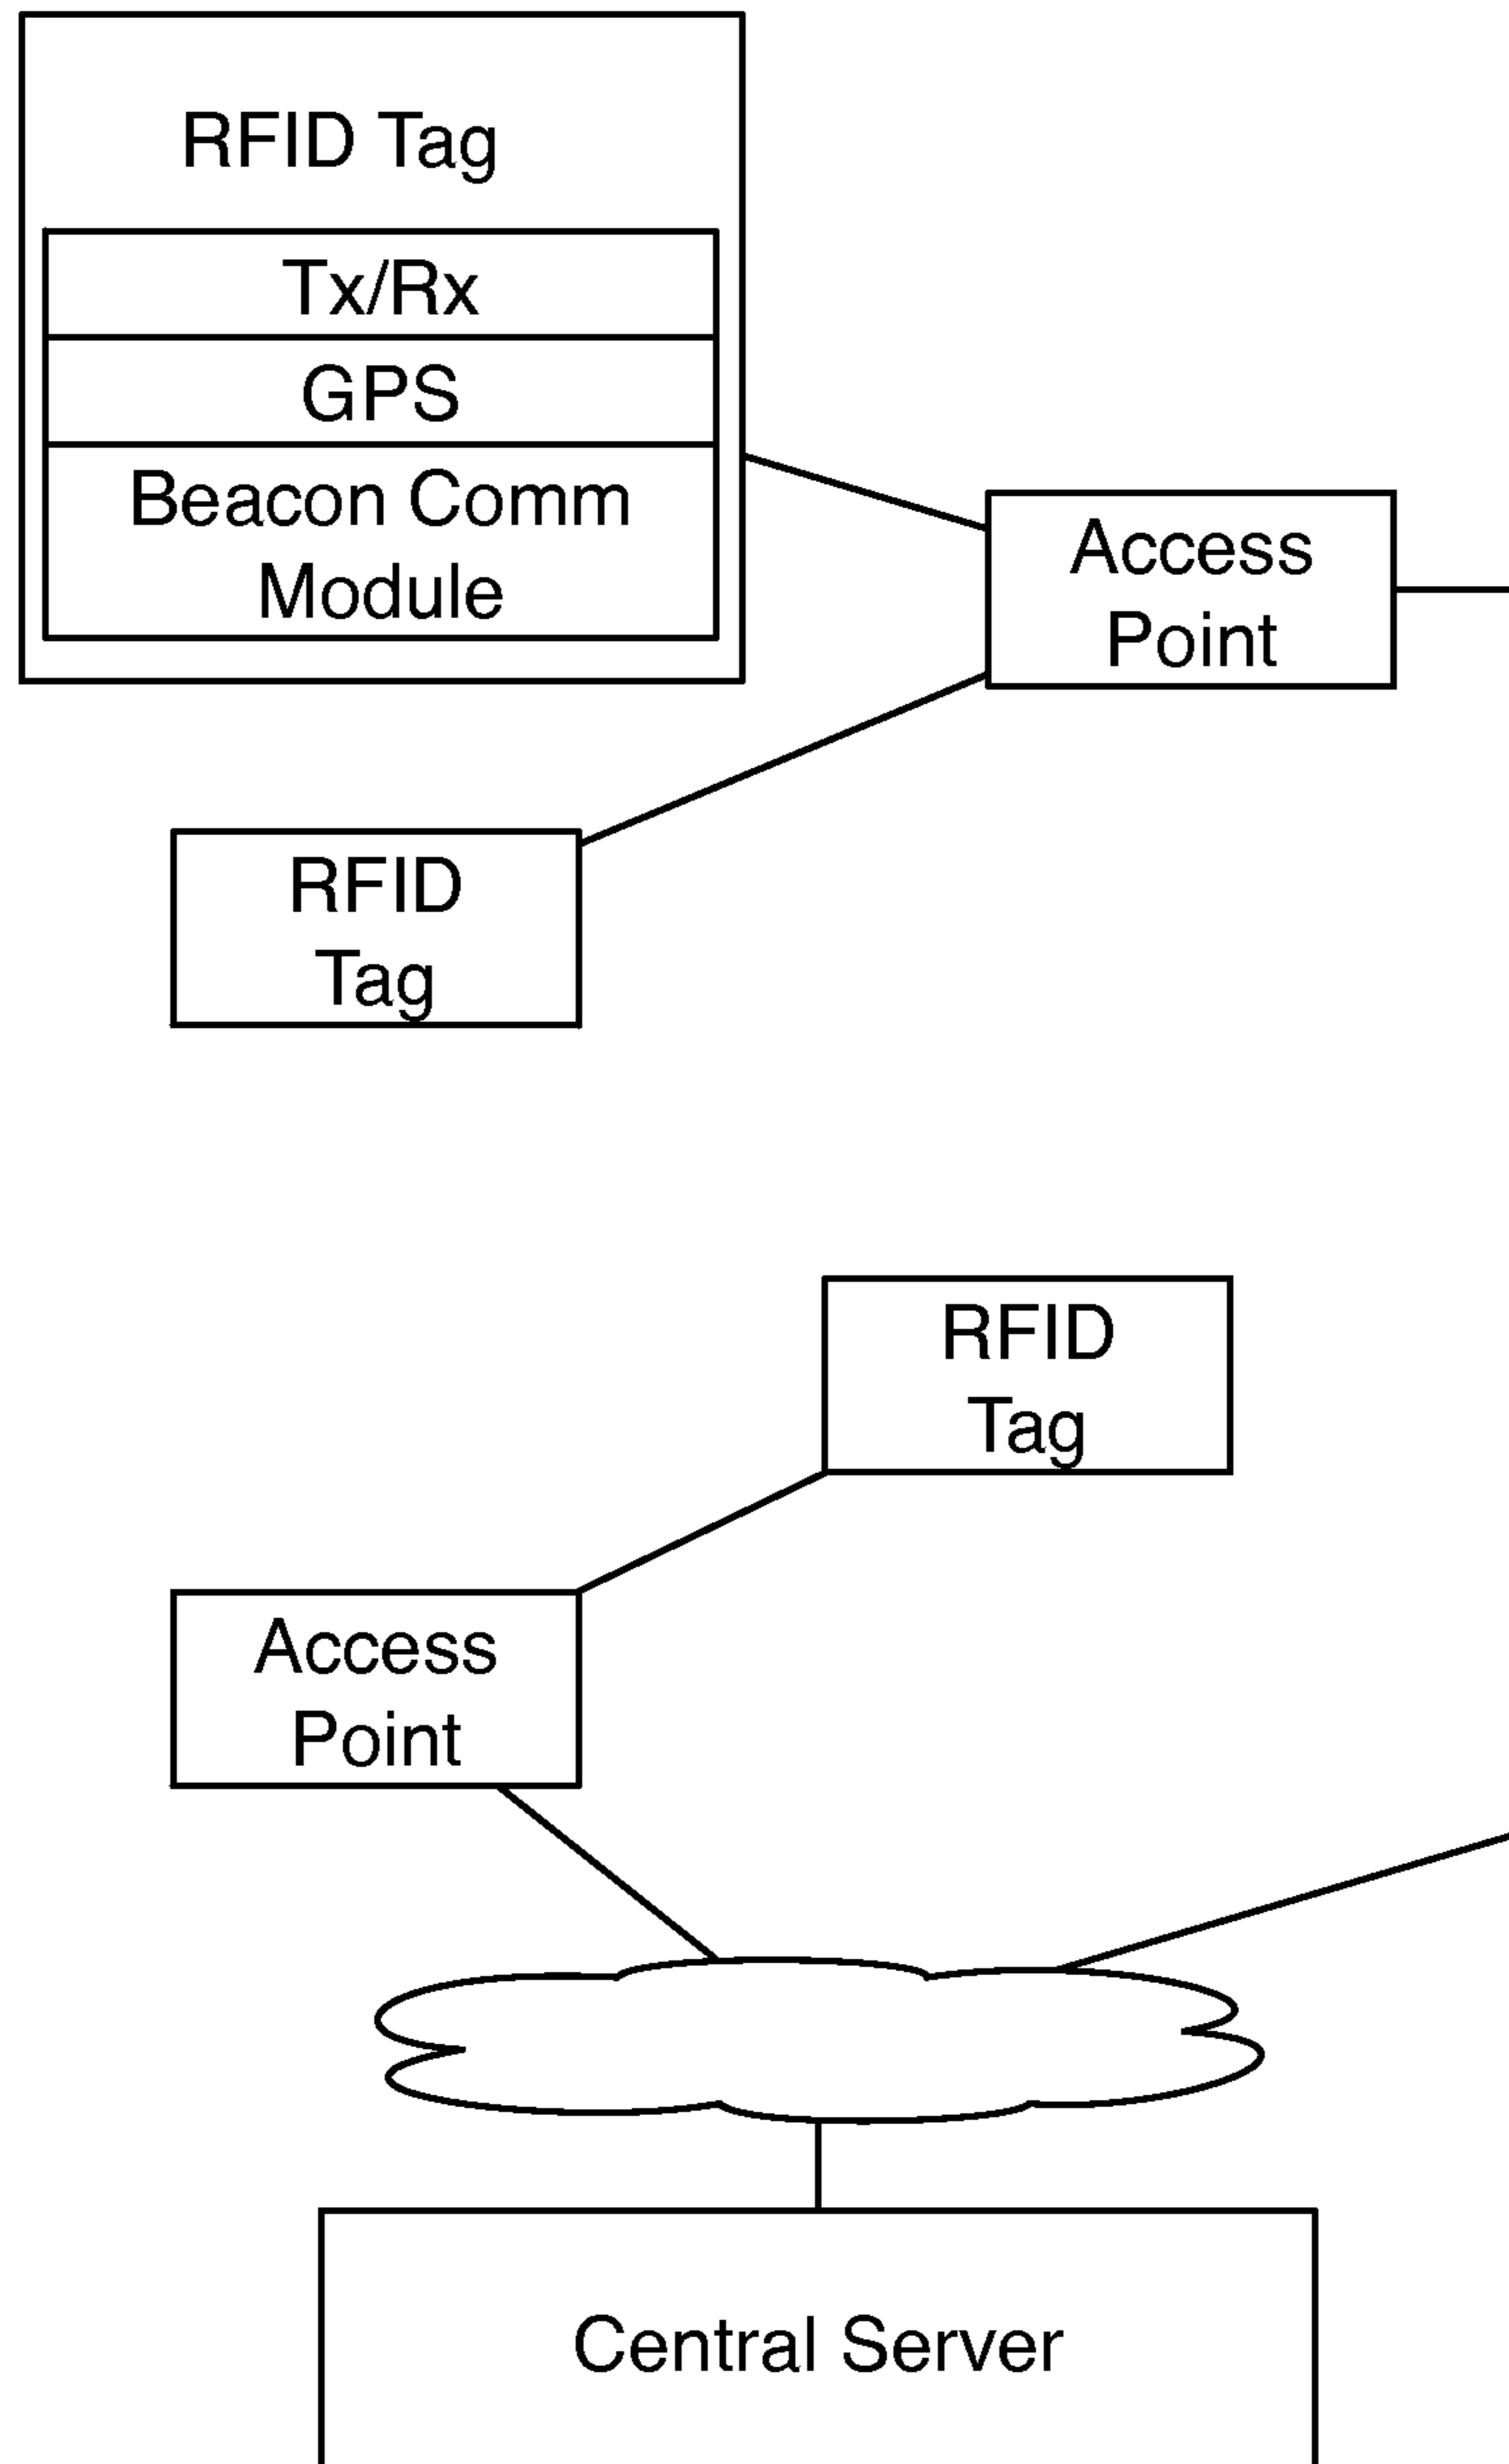 RFID Tag
Tx/Rx
GPS
Beacon Comm
Module
Access
Point
RFID
Tag
RFID
Tag
Access
Point
Central Server